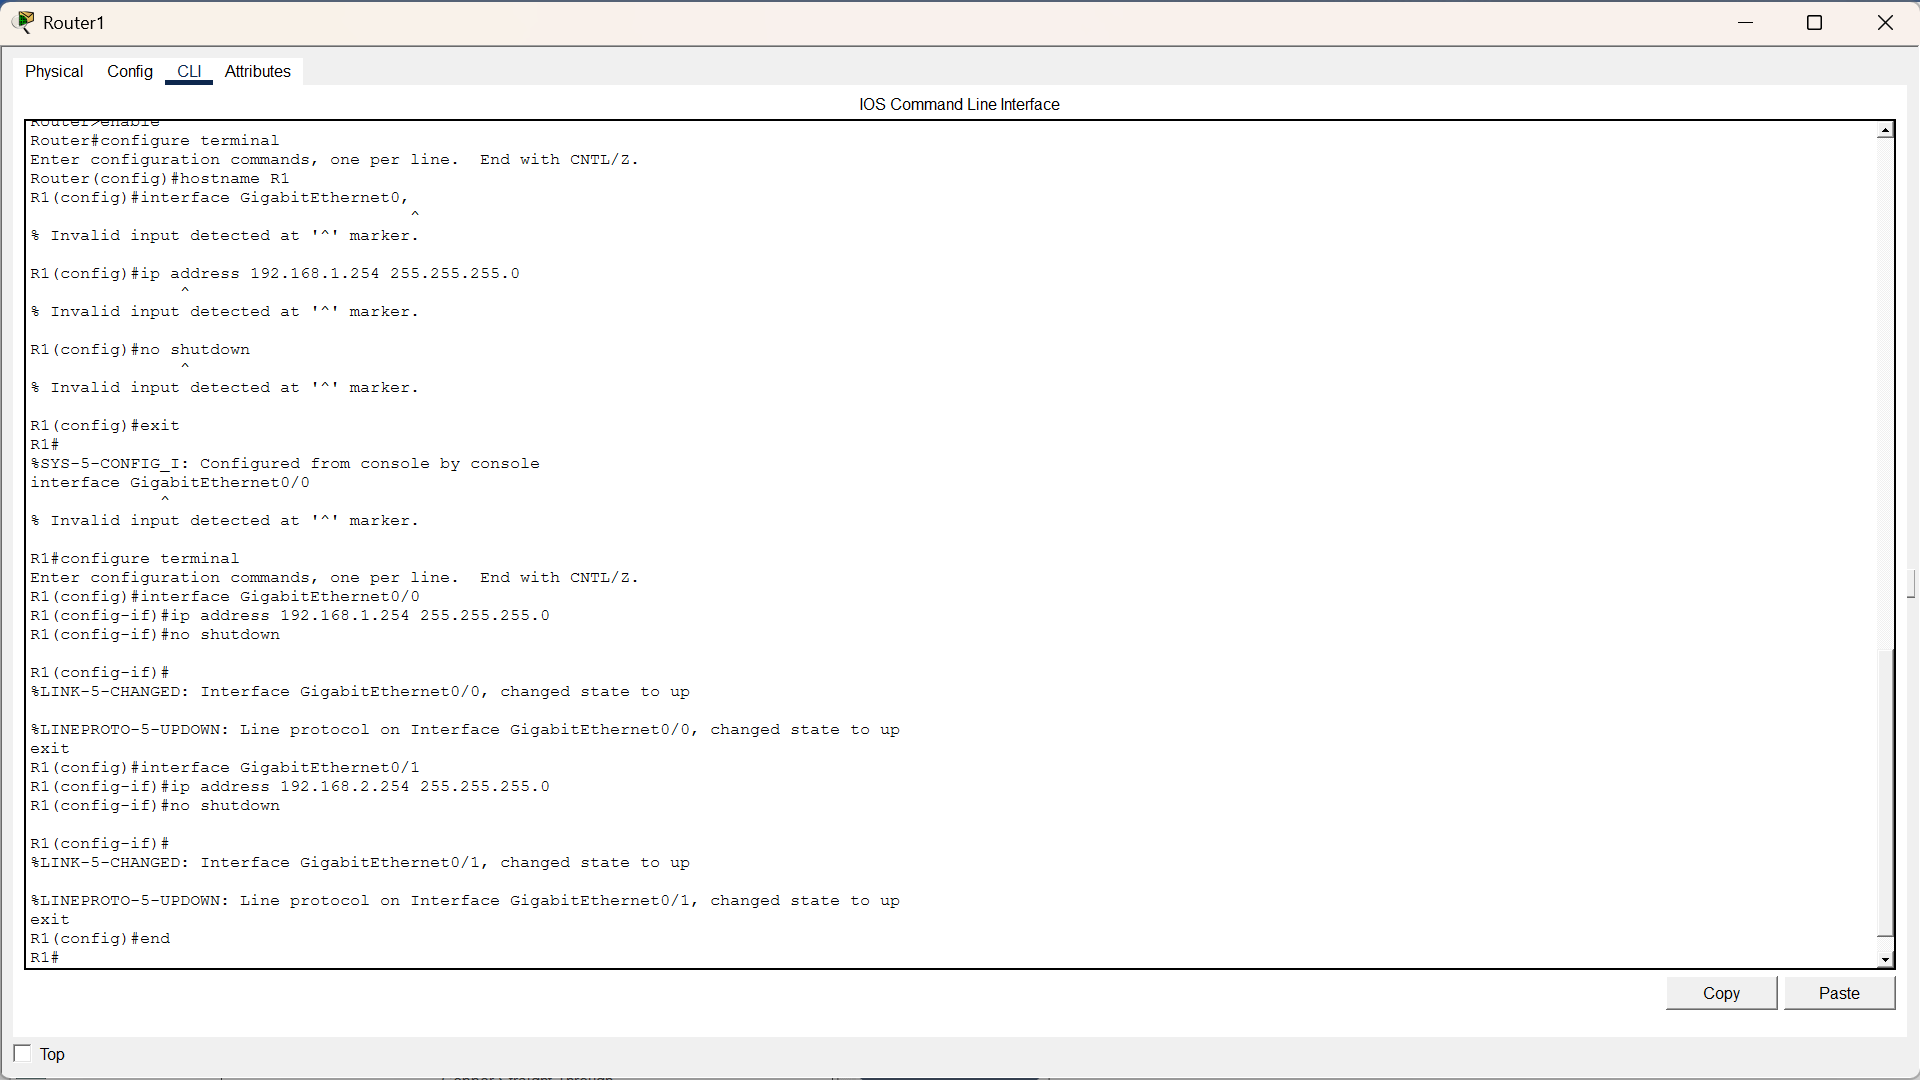 Router1
Physical
Config
CLI
Attributes
IOS Command Line Interface
Router>enable
Router#configure terminal
Enter configuration commands, one per line.  End with CNTL/Z.
Router(config)#hostname R1
R1(config)#interface GigabitEthernet0,
^
% Invalid input detected at '^' marker.
R1(config)#ip address 192.168.1.254 255.255.255.0
^
% Invalid input detected at '^' marker.
R1(config)#no shutdown
^
% Invalid input detected at '^' marker.
R1(config)#exit
R1#
%SYS-5-CONFIG_I: Configured from console by console
interface GigabitEthernet0/0
^
% Invalid input detected at '^' marker.
R1#configure terminal
Enter configuration commands, one per line.  End with CNTL/Z.
R1(config)#interface GigabitEthernet0/0
R1(config-if)#ip address 192.168.1.254 255.255.255.0
R1(config-if)#no shutdown
R1(config-if)#
%LINK-5-CHANGED: Interface GigabitEthernet0/0, changed state to up
%LINEPROTO-5-UPDOWN: Line protocol on Interface GigabitEthernet0/0, changed state to up
exit
R1(config)#interface GigabitEthernet0/1
R1(config-if)#ip address 192.168.2.254 255.255.255.0
R1(config-if)#no shutdown
R1(config-if)#
%LINK-5-CHANGED: Interface GigabitEthernet0/1, changed state to up
%LINEPROTO-5-UPDOWN: Line protocol on Interface GigabitEthernet0/1, changed state to up
exit
R1(config)#end
R1#
Copy
Paste
Top